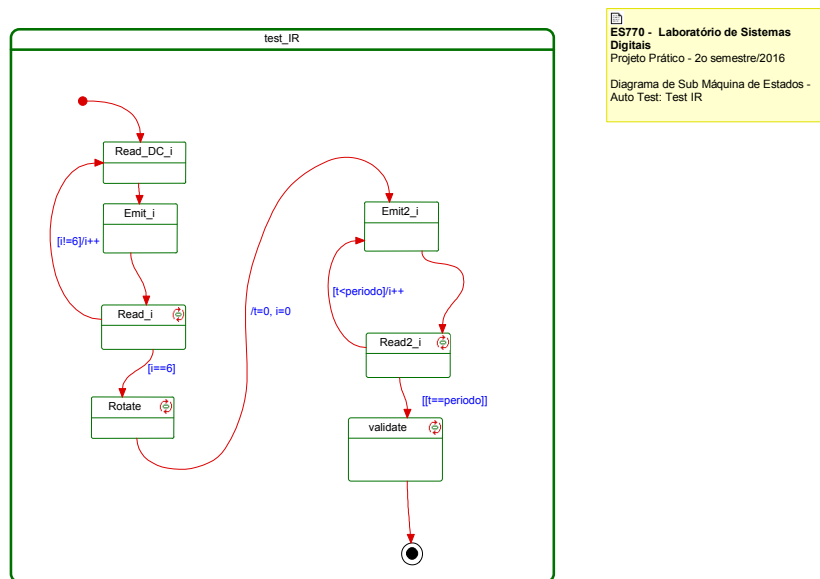 test_IR
Read_DC_i
Emit_i
[i!=6]/i++
Read_i
[i==6]
Rotate
/t=0, i=0
Emit2_i
[t<periodo]/i++
Read2_i
[[t==periodo]]
validate
ES770 - Laboratório de Sistemas
Digitais
Projeto Prático - 2o semestre/2016
Diagrama de Sub Máquina de Estados -
Auto Test: Test IR